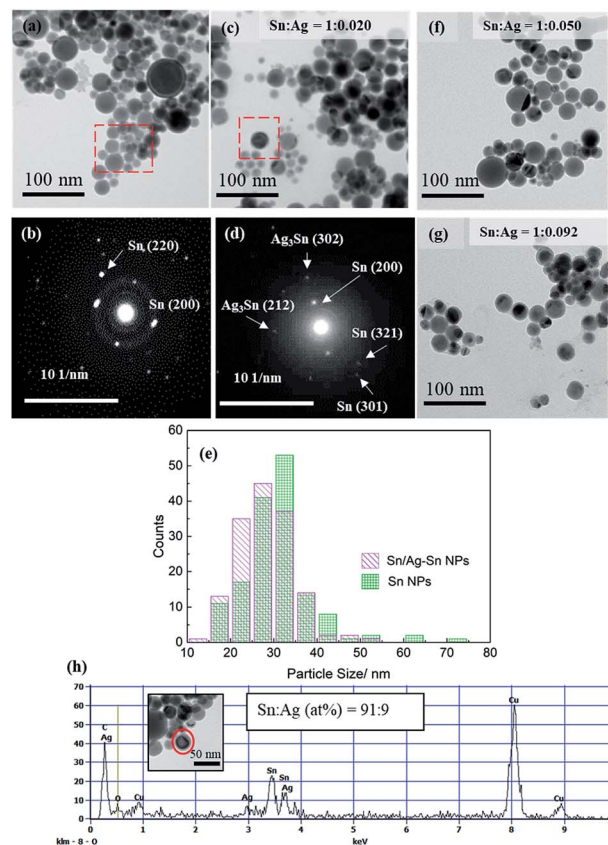 (a)
(c)
Sn:Ag = 1:0.020
(f)
Sn:Ag = 1:0.050
100 nm
100 nm
100 nm
(b)
Sn (220)
Sn (200)
10 1/nm
(d)
Ag3Sn (302)
Sn (200)
Ag3Sn (212)
Sn (321)
Sn (301)
10 1/nm
(g)
Sn:Ag = 1:0.092
100 nm
(e)
60
50
40
30
20
10
0
Counts
10 20 30 40 50 60 70 80
Particle Size/ nm
Sn/Ag-Sn NPs
Sn NPs
(h)
Sn:Ag (at%) = 91:9
50 nm
80
60
40
20
0
C
Ag
O
Cu
Ag
Sn
Sn
Ag
Cu
Cu
0 1 2 3 4 5 6 7 8 9
klm - 8 - O
keV